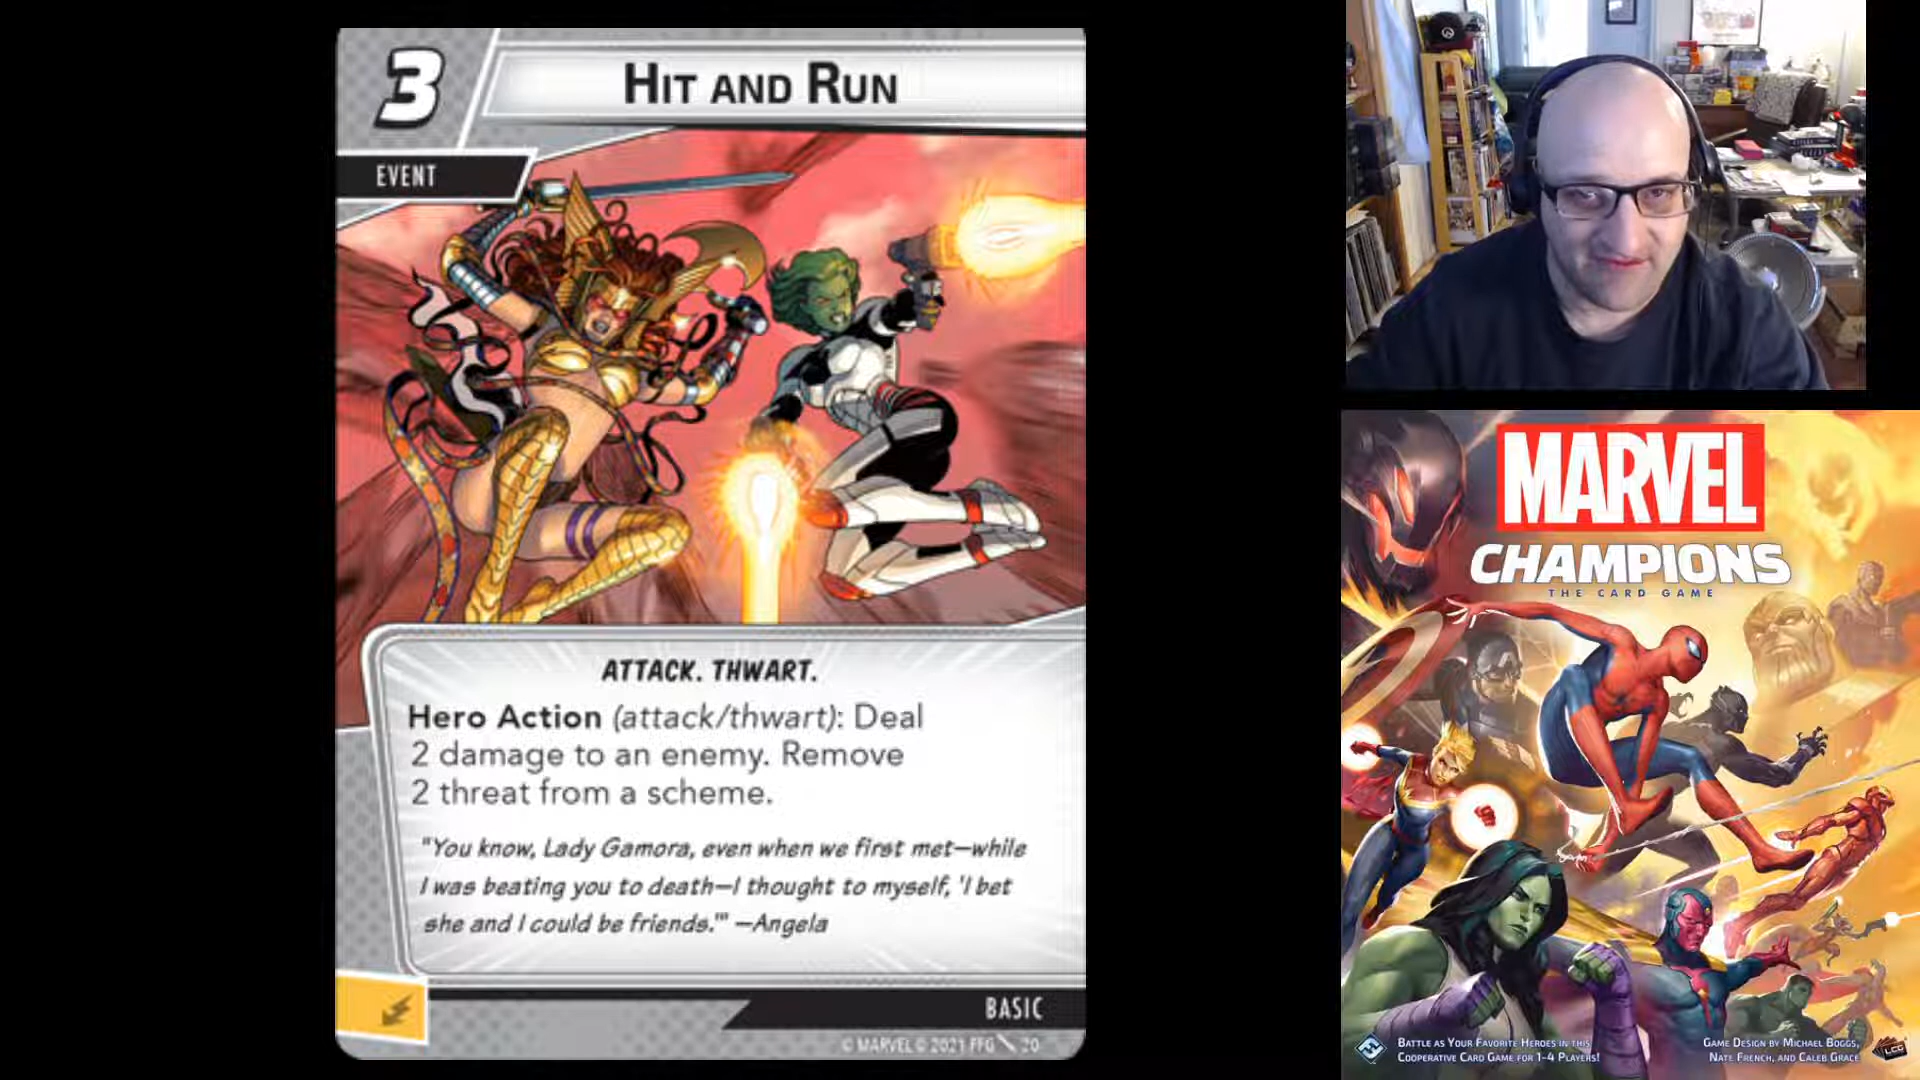 3
HIT AND RUN
EVENT
ATTACK. THWART.
Hero Action (attack/thwart): Deal
2 damage to an enemy. Remove
2 threat from a scheme.
"You know, Lady Gamora, even when we first met—while
I was beating you to death—I thought to myself, 'I bet
she and I could be friends.'" —Angela
BASIC
© MARVEL © 2021 FFG 20
MARVEL
CHAMPIONS
THE CARD GAME
BATTLE AS YOUR FAVORITE HEROES IN THIS
COOPERATIVE CARD GAME FOR 1-4 PLAYERS!
GAME DESIGN BY MICHAEL BOGGS,
NATE FRENCH, AND CALEB GRACE
LCG